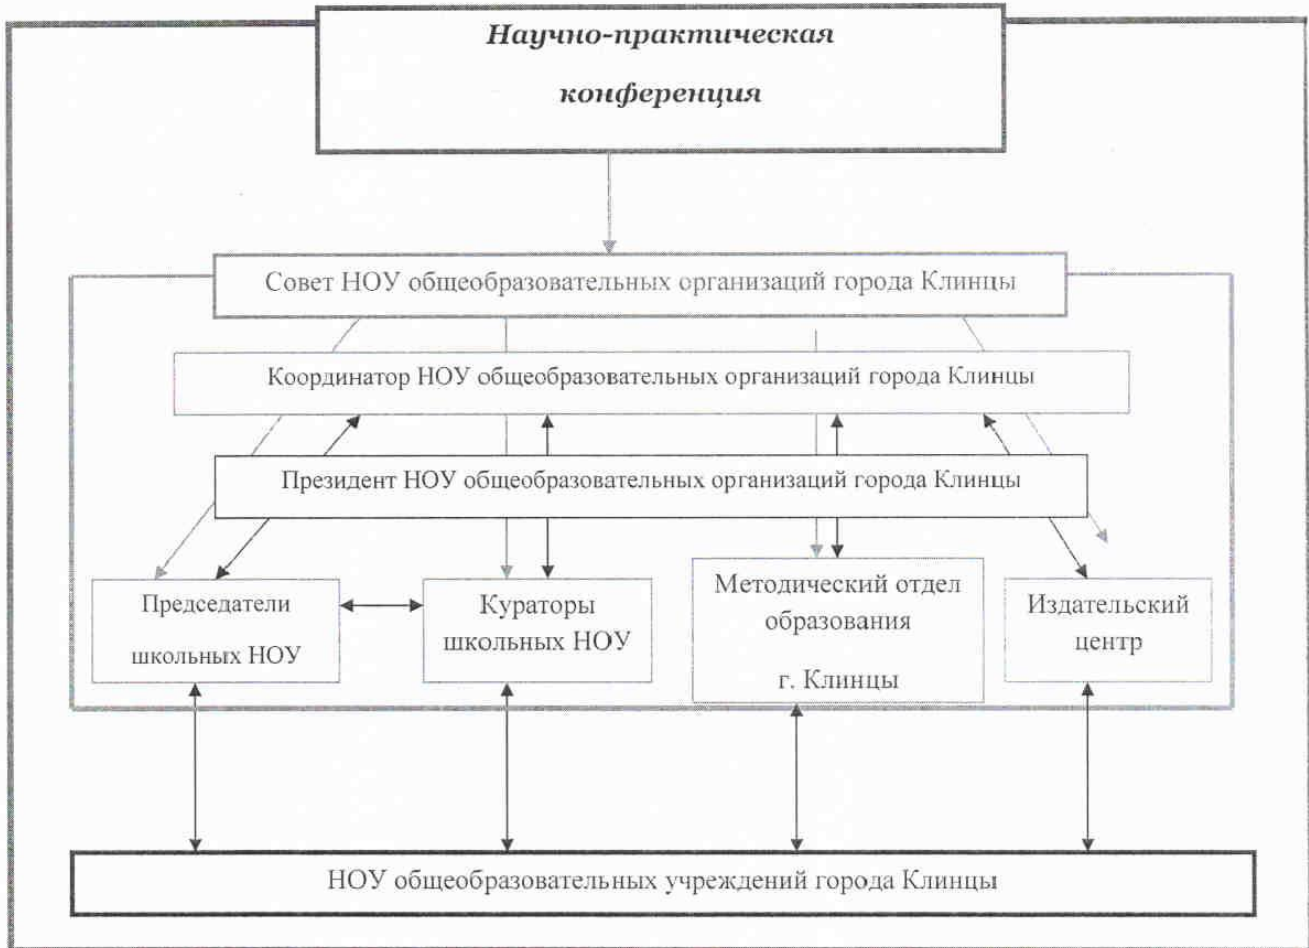 Научно-практическая
конференция
Совет НОУ общеобразовательных организаций города Клинцы
Координатор НОУ общеобразовательных организаций города Клинцы
Президент НОУ общеобразовательных организаций города Клинцы
Председатели
школьных НОУ
Кураторы
школьных НОУ
Методический отдел
образования
г. Клинцы
Издательский
центр
НОУ общеобразовательных учреждений города Клинцы